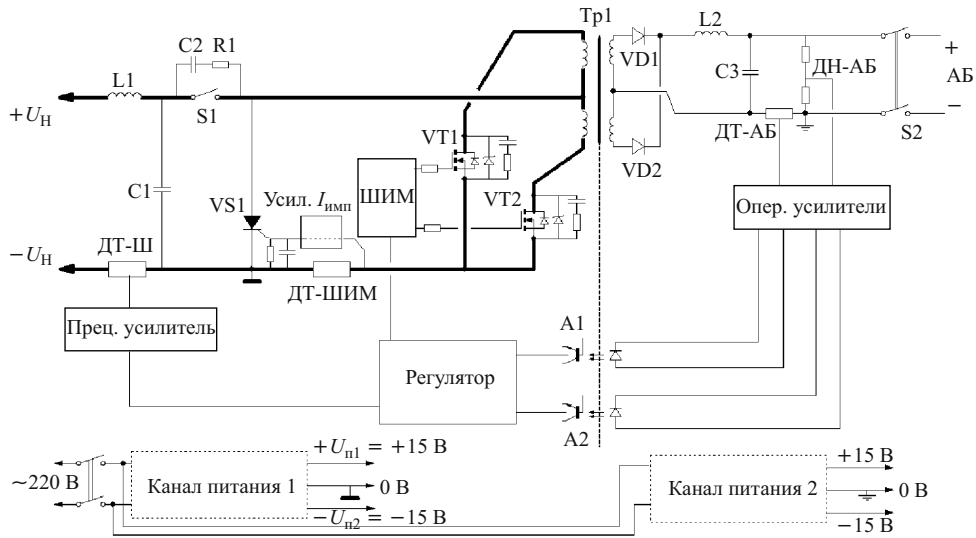 Тр1
C2 R1
L2
VD1
+
L1
C3
ДН-АБ
АБ
+U_Н
S1
−
ДТ-АБ
S2
VT1
VD2
C1
ШИМ
VS1
Усил. I_имп
VT2
Опер. усилители
−U_Н
ДТ-Ш
ДТ-ШИМ
Прец. усилитель
A1
Регулятор
A2
+U_п1 = +15 В
+15 В
~220 В
Канал питания 1
0 В
Канал питания 2
0 В
−U_п2 = −15 В
−15 В